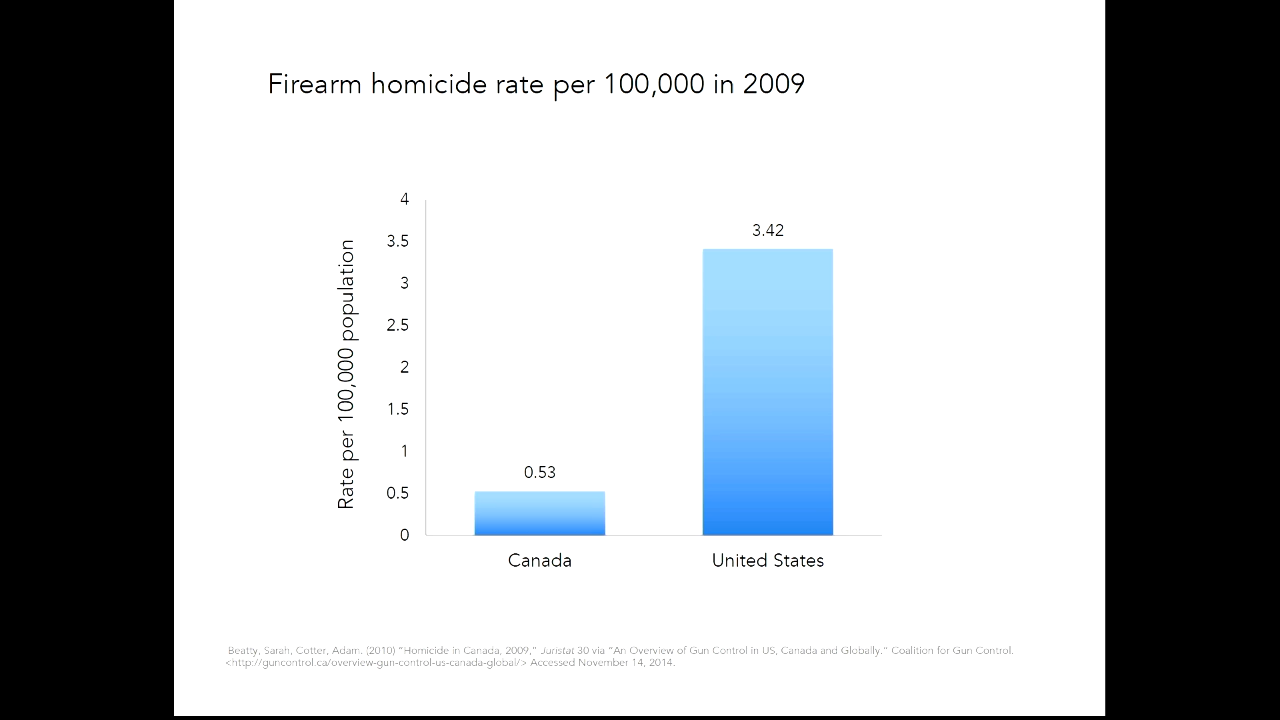 Firearm homicide rate per 100,000 in 2009
Rate per 100,000 population
4
3.5
3
2.5
2
1.5
1
0.5
0
0.53
3.42
Canada
United States
Beatty, Sarah, Cotter, Adam. (2010) "Homicide in Canada, 2009," Juristat 30 via "An Overview of Gun Control in US, Canada and Globally." Coalition for Gun Control.
<http://guncontrol.ca/overview-gun-control-us-canada-global/> Accessed November 14, 2014.